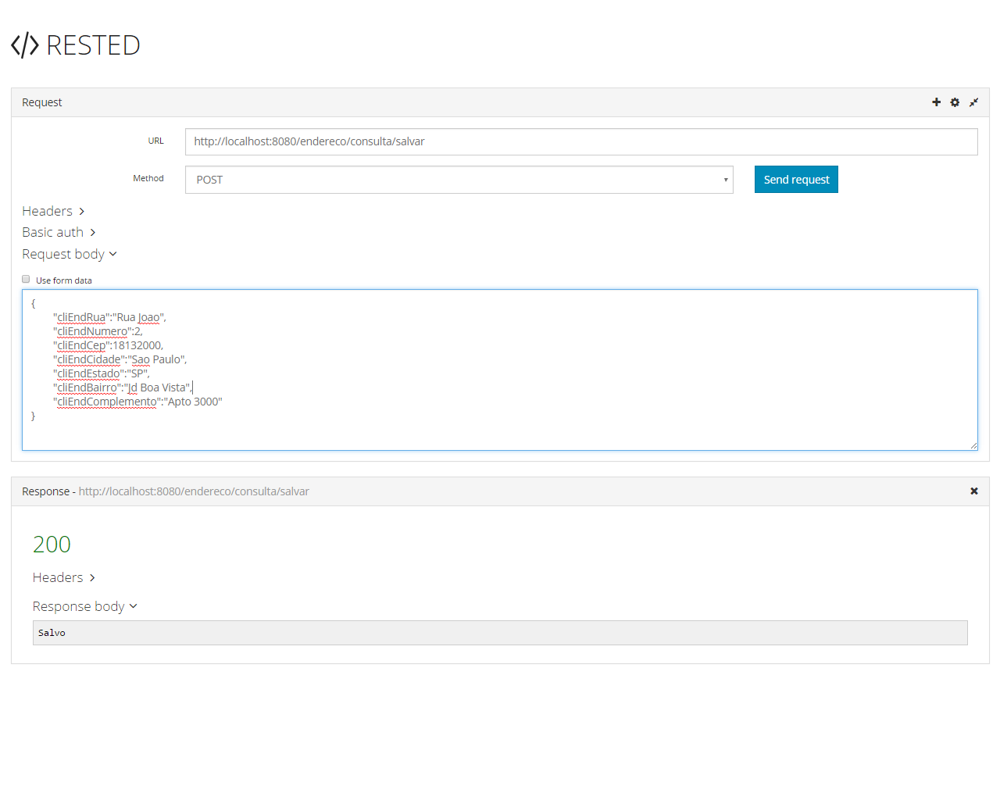 </> RESTED
Request
URL http://localhost:8080/endereco/consulta/salvar
Method POST Send request
Headers
Basic auth
Request body
Use form data
{
"cliEndRua":"Rua Joao",
"cliEndNumero":2,
"cliEndCep":18132000,
"cliEndCidade":"Sao Paulo",
"cliEndEstado":"SP",
"cliEndBairro":"Jd Boa Vista",
"cliEndComplemento":"Apto 3000"
}
Response - http://localhost:8080/endereco/consulta/salvar
200
Headers
Response body
Salvo